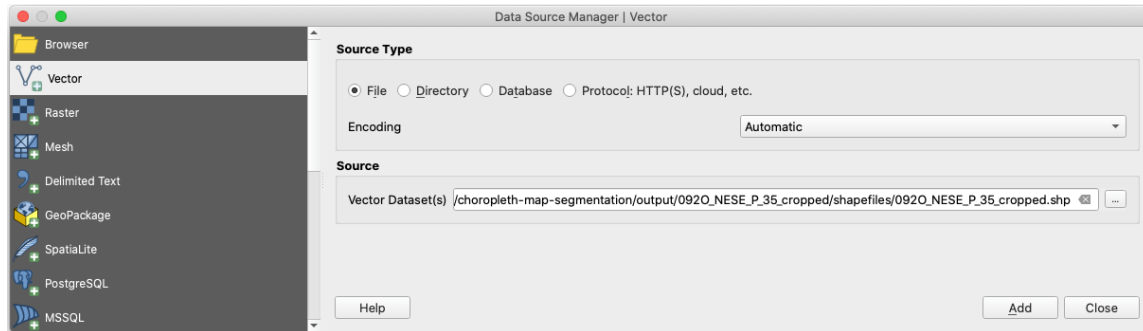 Data Source Manager | Vector
Browser
Vector
Raster
Mesh
Delimited Text
GeoPackage
SpatiaLite
PostgreSQL
MSSQL
Source Type
File Directory Database Protocol: HTTP(S), cloud, etc.
Encoding Automatic
Source
Vector Dataset(s) /choropleth-map-segmentation/output/092O_NESE_P_35_cropped/shapefiles/092O_NESE_P_35_cropped.shp ...
Help Add Close